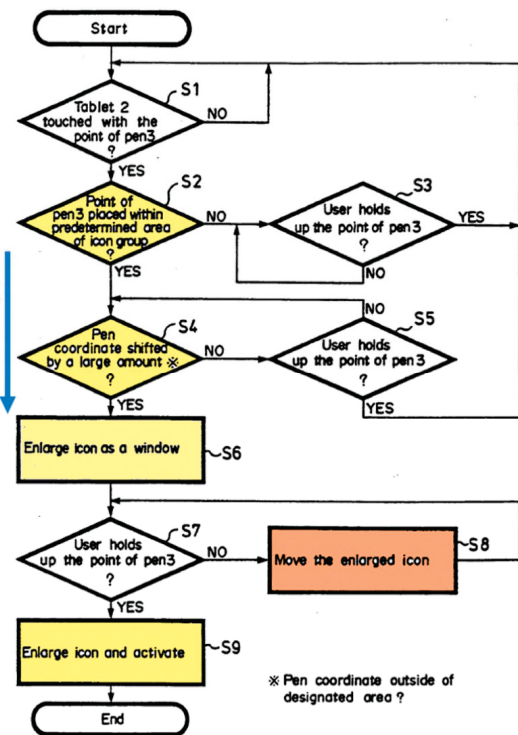 Start
S1
Tablet 2
touched with the
point of pen3
?
NO
YES
S2
Point of
pen3 placed within
predetermined area
of icon group
?
NO
YES
S3
User holds
up the point of pen3
?
YES
NO
S4
Pen
coordinate shifted
by a large amount ※
?
NO
YES
NO
S5
User holds
up the point of pen3
?
YES
Enlarge icon as a window
S6
S7
User holds
up the point of pen3
?
NO
YES
S8
Move the enlarged icon
Enlarge icon and activate
S9
※ Pen coordinate outside of
designated area ?
End